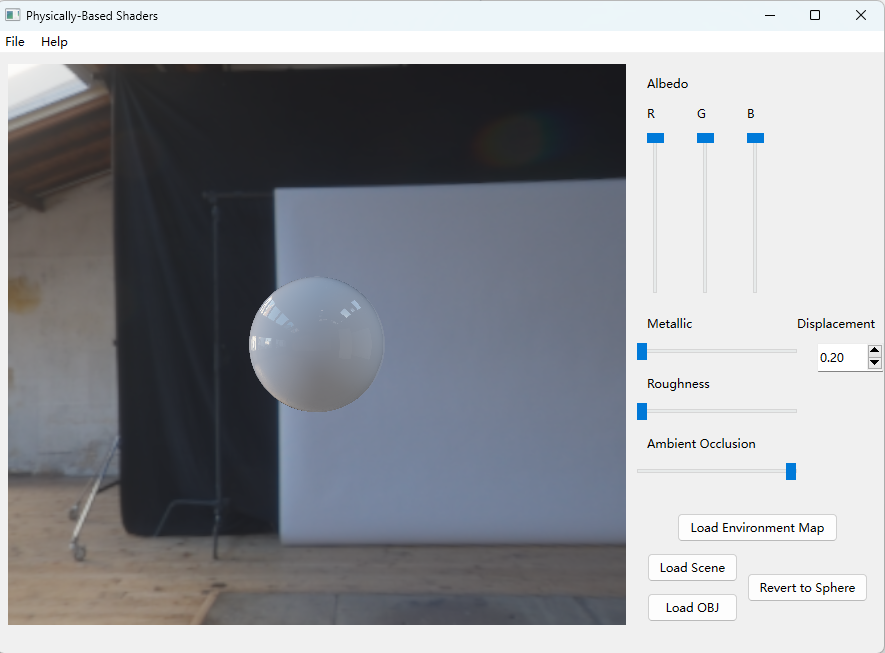 Physically-Based Shaders
File Help
Albedo
R G B
Metallic
Displacement
0.20
Roughness
Ambient Occlusion
Load Environment Map
Load Scene
Revert to Sphere
Load OBJ